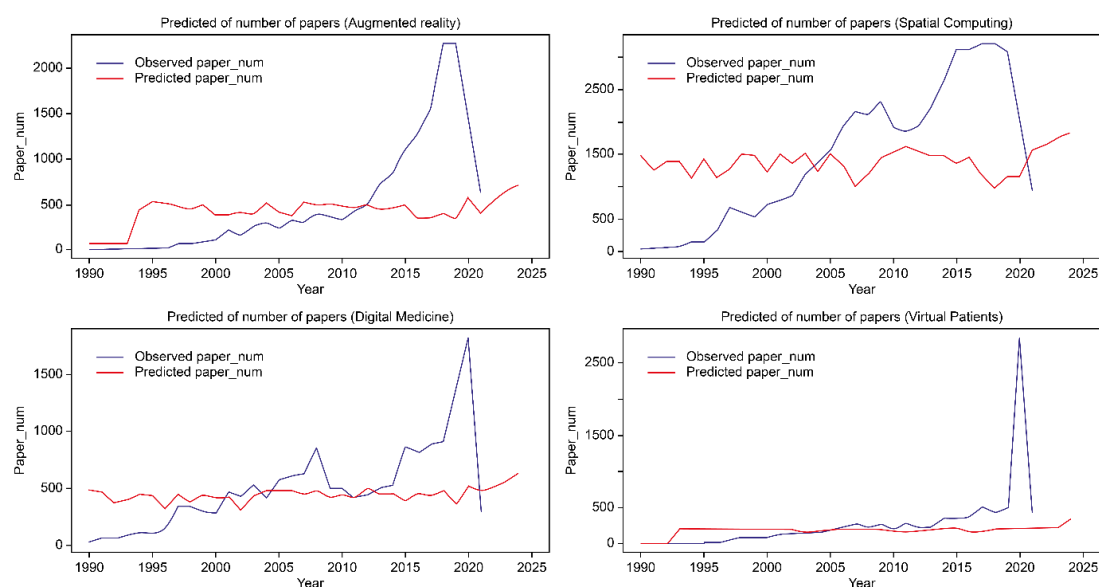 Predicted of number of papers (Augmented reality)
Observed paper_num
Predicted paper_num
2000
1500
1000
500
0
Paper_num
1990
1995
2000
2005
2010
2015
2020
2025
Year
Predicted of number of papers (Spatial Computing)
Observed paper_num
Predicted paper_num
2500
1500
500
0
Paper_num
1990
1995
2000
2005
2010
2015
2020
2025
Year
Predicted of number of papers (Digital Medicine)
Observed paper_num
Predicted paper_num
1500
1000
500
0
Paper_num
1990
1995
2000
2005
2010
2015
2020
2025
Year
Predicted of number of papers (Virtual Patients)
Observed paper_num
Predicted paper_num
2500
1500
500
0
Paper_num
1990
1995
2000
2005
2010
2015
2020
2025
Year